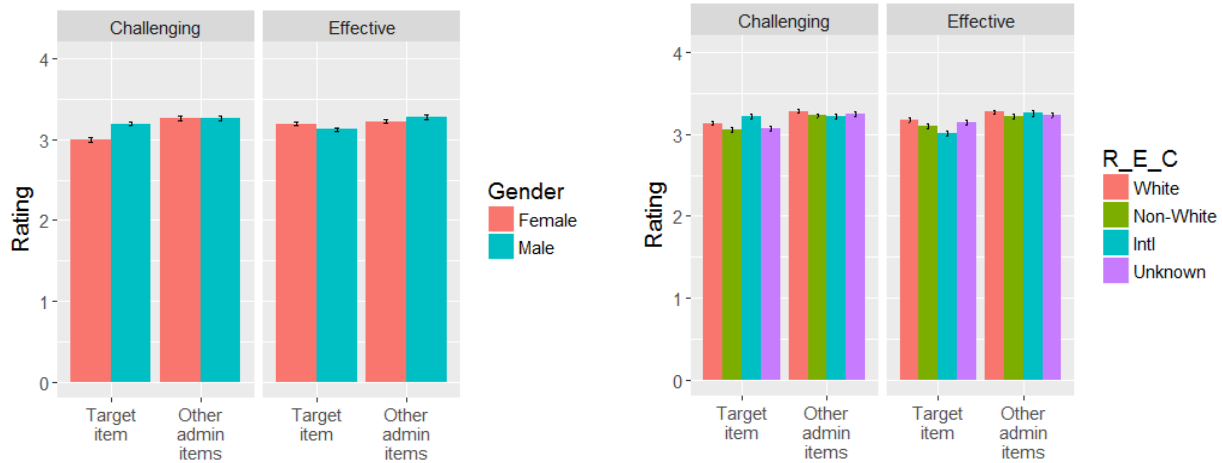 Challenging Effective
4
3
2
1
0
Rating
Target item
Other admin items
Target item
Other admin items
Gender
Female
Male
Challenging Effective
4
3
2
1
0
Rating
Target item
Other admin items
Target item
Other admin items
R_E_C
White
Non-White
Intl
Unknown